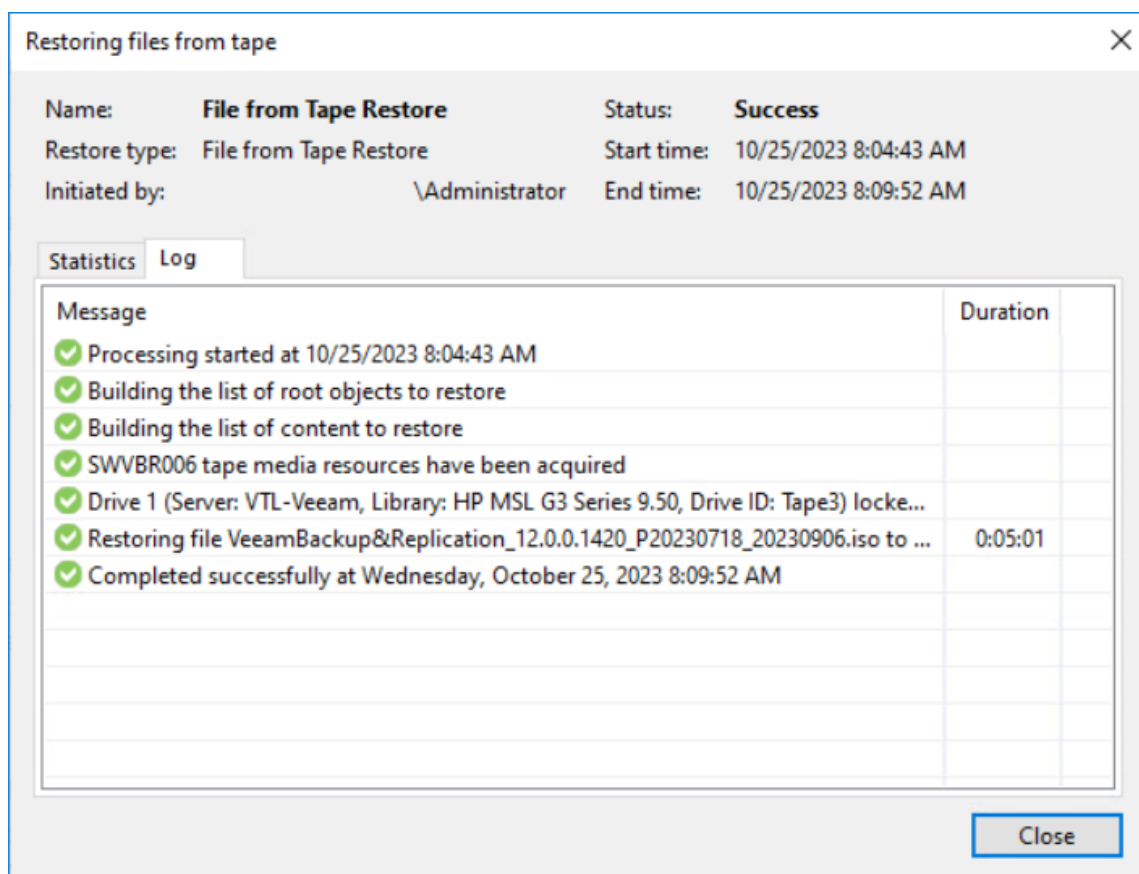 Restoring files from tape
Name: File from Tape Restore Status: Success
Restore type: File from Tape Restore Start time: 10/25/2023 8:04:43 AM
Initiated by: \Administrator End time: 10/25/2023 8:09:52 AM
Statistics Log
Message Duration
Processing started at 10/25/2023 8:04:43 AM
Building the list of root objects to restore
Building the list of content to restore
SWVBR006 tape media resources have been acquired
Drive 1 (Server: VTL-Veeam, Library: HP MSL G3 Series 9.50, Drive ID: Tape3) locke...
Restoring file VeeamBackup&Replication_12.0.0.1420_P20230718_20230906.iso to ... 0:05:01
Completed successfully at Wednesday, October 25, 2023 8:09:52 AM
Close